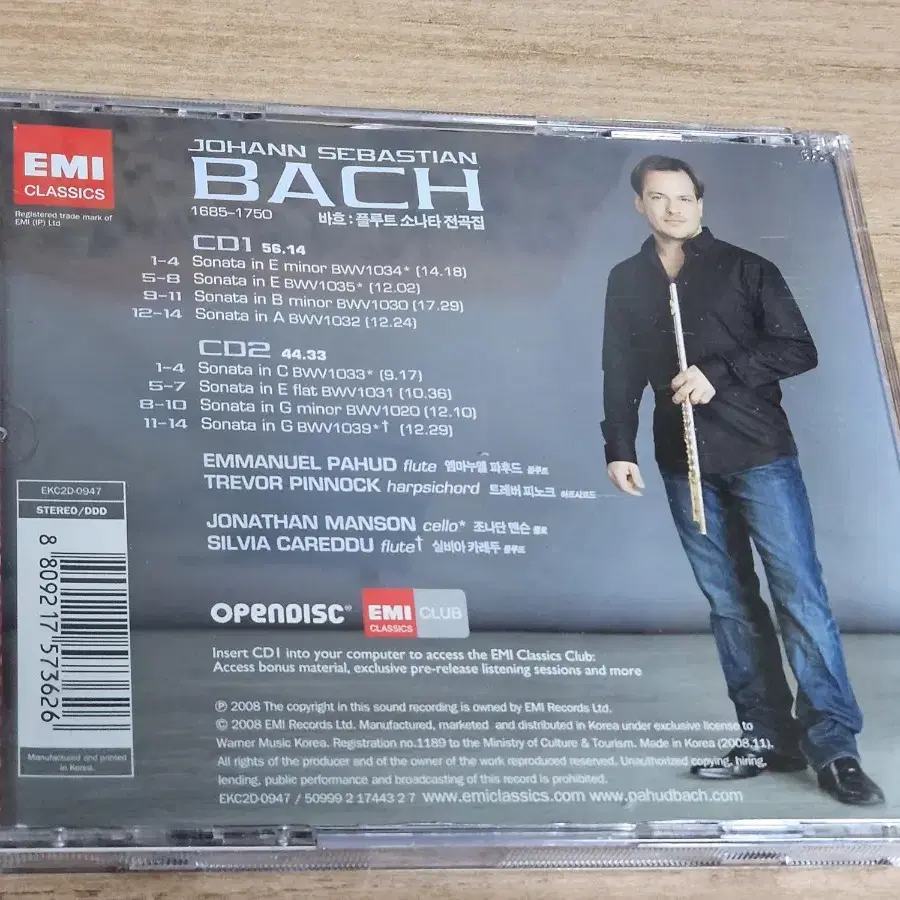 EMI
CLASSICS
Registered trade mark of
EMI (IP) Ltd
JOHANN SEBASTIAN
BACH
1685-1750 바흐 : 플루트 소나타 전곡집
CD1 56.14
1-4 Sonata in E minor BWV1034* (14.18)
5-8 Sonata in E BWV1035* (12.02)
9-11 Sonata in B minor BWV1030 (17.29)
12-14 Sonata in A BWV1032 (12.24)
CD2 44.33
1-4 Sonata in C BWV1033* (9.17)
5-7 Sonata in E flat BWV1031 (10.36)
8-10 Sonata in G minor BWV1020 (12.10)
11-14 Sonata in G BWV1039*† (12.29)
EMMANUEL PAHUD flute 엠마누엘 파후드 플루트
TREVOR PINNOCK harpsichord 트레버 피노크 하프시코드
JONATHAN MANSON cello* 조나단 맨슨 첼로
SILVIA CAREDDU flute† 실비아 카레두 플루트
EKC2D-0947
STEREO/DDD
8 809217 573626
Manufactured and printed
in Korea.
OPENDISC® EMI CLASSICS CLUB
Insert CD1 into your computer to access the EMI Classics Club:
Access bonus material, exclusive pre-release listening sessions and more
℗ 2008 The copyright in this sound recording is owned by EMI Records Ltd.
© 2008 EMI Records Ltd. Manufactured, marketed and distributed in Korea under exclusive license to
Warner Music Korea. Registration no.1189 to the Ministry of Culture & Tourism. Made in Korea (2008.11).
All rights of the producer and of the owner of the work reproduced reserved. Unauthorized copying, hiring,
lending, public performance and broadcasting of this record is prohibited.
EKC2D-0947 / 50999 2 17443 2 7 www.emiclassics.com www.pahudbach.com